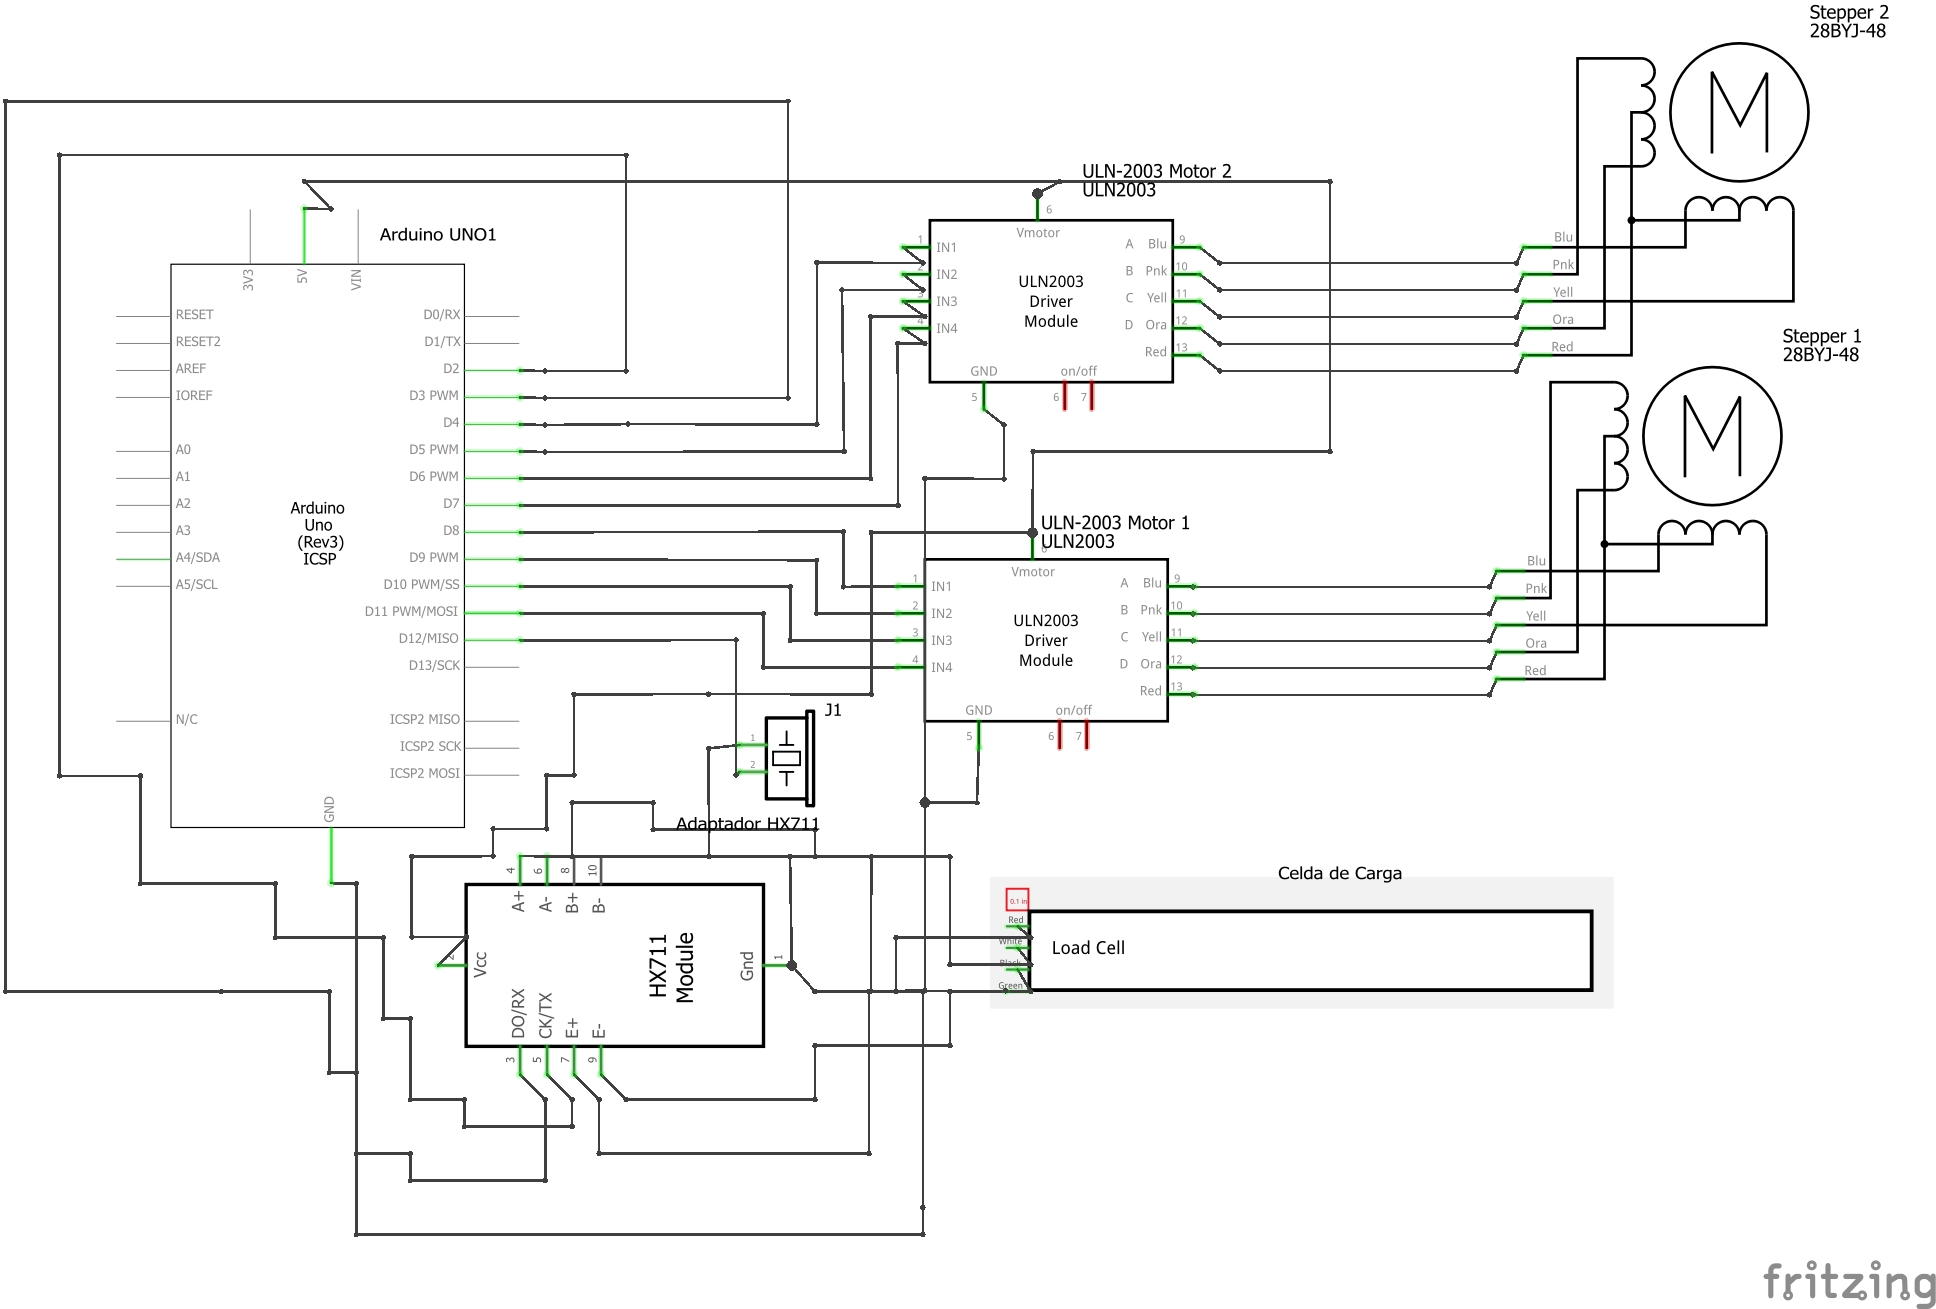 Stepper 2
28BYJ-48
ULN-2003 Motor 2
ULN2003
6
Vmotor
1
IN1
2
IN2
3
IN3
4
IN4
ULN2003
Driver
Module
A Blu 9
B Pnk 10
C Yell 11
D Ora 12
Red 13
GND
on/off
5
6
7
Blu
Pnk
Yell
Ora
Red
Stepper 1
28BYJ-48
Arduino UNO1
3V3
5V
VIN
RESET
RESET2
AREF
IOREF
A0
A1
A2
A3
A4/SDA
A5/SCL
N/C
Arduino
Uno
(Rev3)
ICSP
D0/RX
D1/TX
D2
D3 PWM
D4
D5 PWM
D6 PWM
D7
D8
D9 PWM
D10 PWM/SS
D11 PWM/MOSI
D12/MISO
D13/SCK
ICSP2 MISO
ICSP2 SCK
ICSP2 MOSI
GND
ULN-2003 Motor 1
ULN2003
6
Vmotor
1
IN1
2
IN2
3
IN3
4
IN4
ULN2003
Driver
Module
A Blu 9
B Pnk 10
C Yell 11
D Ora 12
Red 13
GND
on/off
5
6
7
Blu
Pnk
Yell
Ora
Red
J1
1
2
Adaptador HX711
4
6
8
10
A+
A-
B+
B-
2
Vcc
HX711
Module
Gnd
1
DO/RX
CK/TX
E+
E-
3
5
7
9
Celda de Carga
0.1 in
Red
White
Black
Green
Load Cell
fritzing